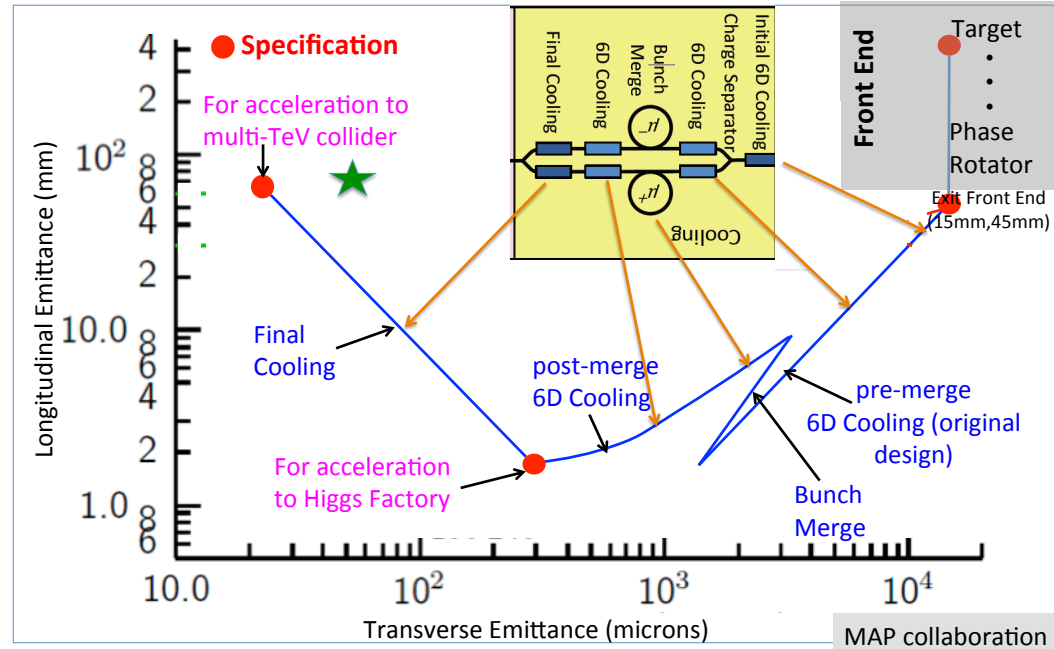 Specification
For acceleration to
multi-TeV collider
Final Cooling
6D Cooling
Bunch
Merge
6D Cooling
Charge Separator
Initial 6D Cooling
μ–
μ+
Cooling
Front End
Target
Phase
Rotator
Exit Front End
(15mm,45mm)
Longitudinal Emittance (mm)
4
2
10²
8
6
4
2
10.0
8
6
4
2
1.0
8
6
Final
Cooling
post-merge
6D Cooling
pre-merge
6D Cooling (original
design)
For acceleration
to Higgs Factory
Bunch
Merge
10.0
10²
10³
10⁴
Transverse Emittance (microns)
MAP collaboration